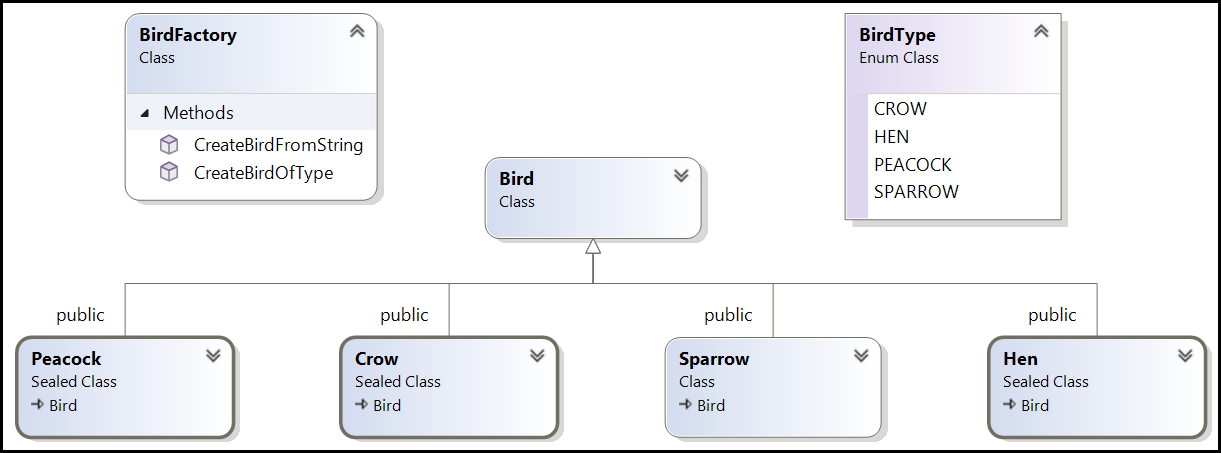 BirdFactory
Class
Methods
CreateBirdFromString
CreateBirdOfType
BirdType
Enum Class
CROW
HEN
PEACOCK
SPARROW
Bird
Class
public
public
public
public
Peacock
Sealed Class
Bird
Crow
Sealed Class
Bird
Sparrow
Class
Bird
Hen
Sealed Class
Bird